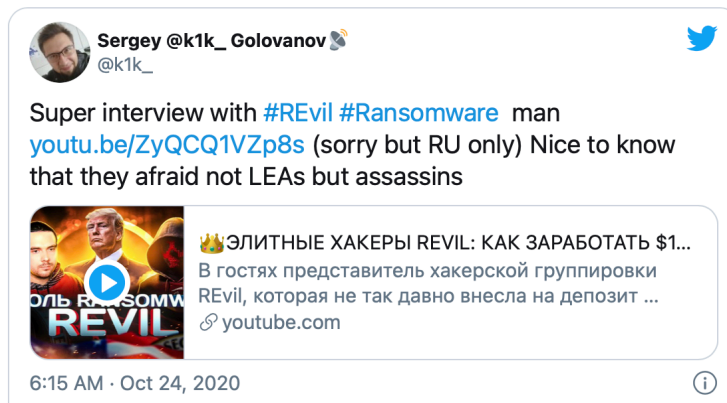 Sergey @k1k_ Golovanov
@k1k_
Super interview with #REvil #Ransomware man
youtu.be/ZyQCQ1VZp8s (sorry but RU only) Nice to know
that they afraid not LEAs but assassins
👑ЭЛИТНЫЕ ХАКЕРЫ REVIL: КАК ЗАРАБОТАТЬ $1...
В гостях представитель хакерской группировки
REvil, которая не так давно внесла на депозит ...
youtube.com
ОЛЬ RANSOMW
REVIL
6:15 AM · Oct 24, 2020